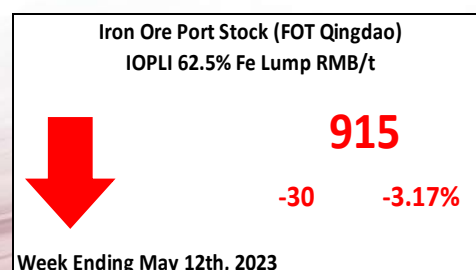 Iron Ore Port Stock (FOT Qingdao)
IOPLI 62.5% Fe Lump RMB/t
915
-30 -3.17%
Week Ending May 12th, 2023